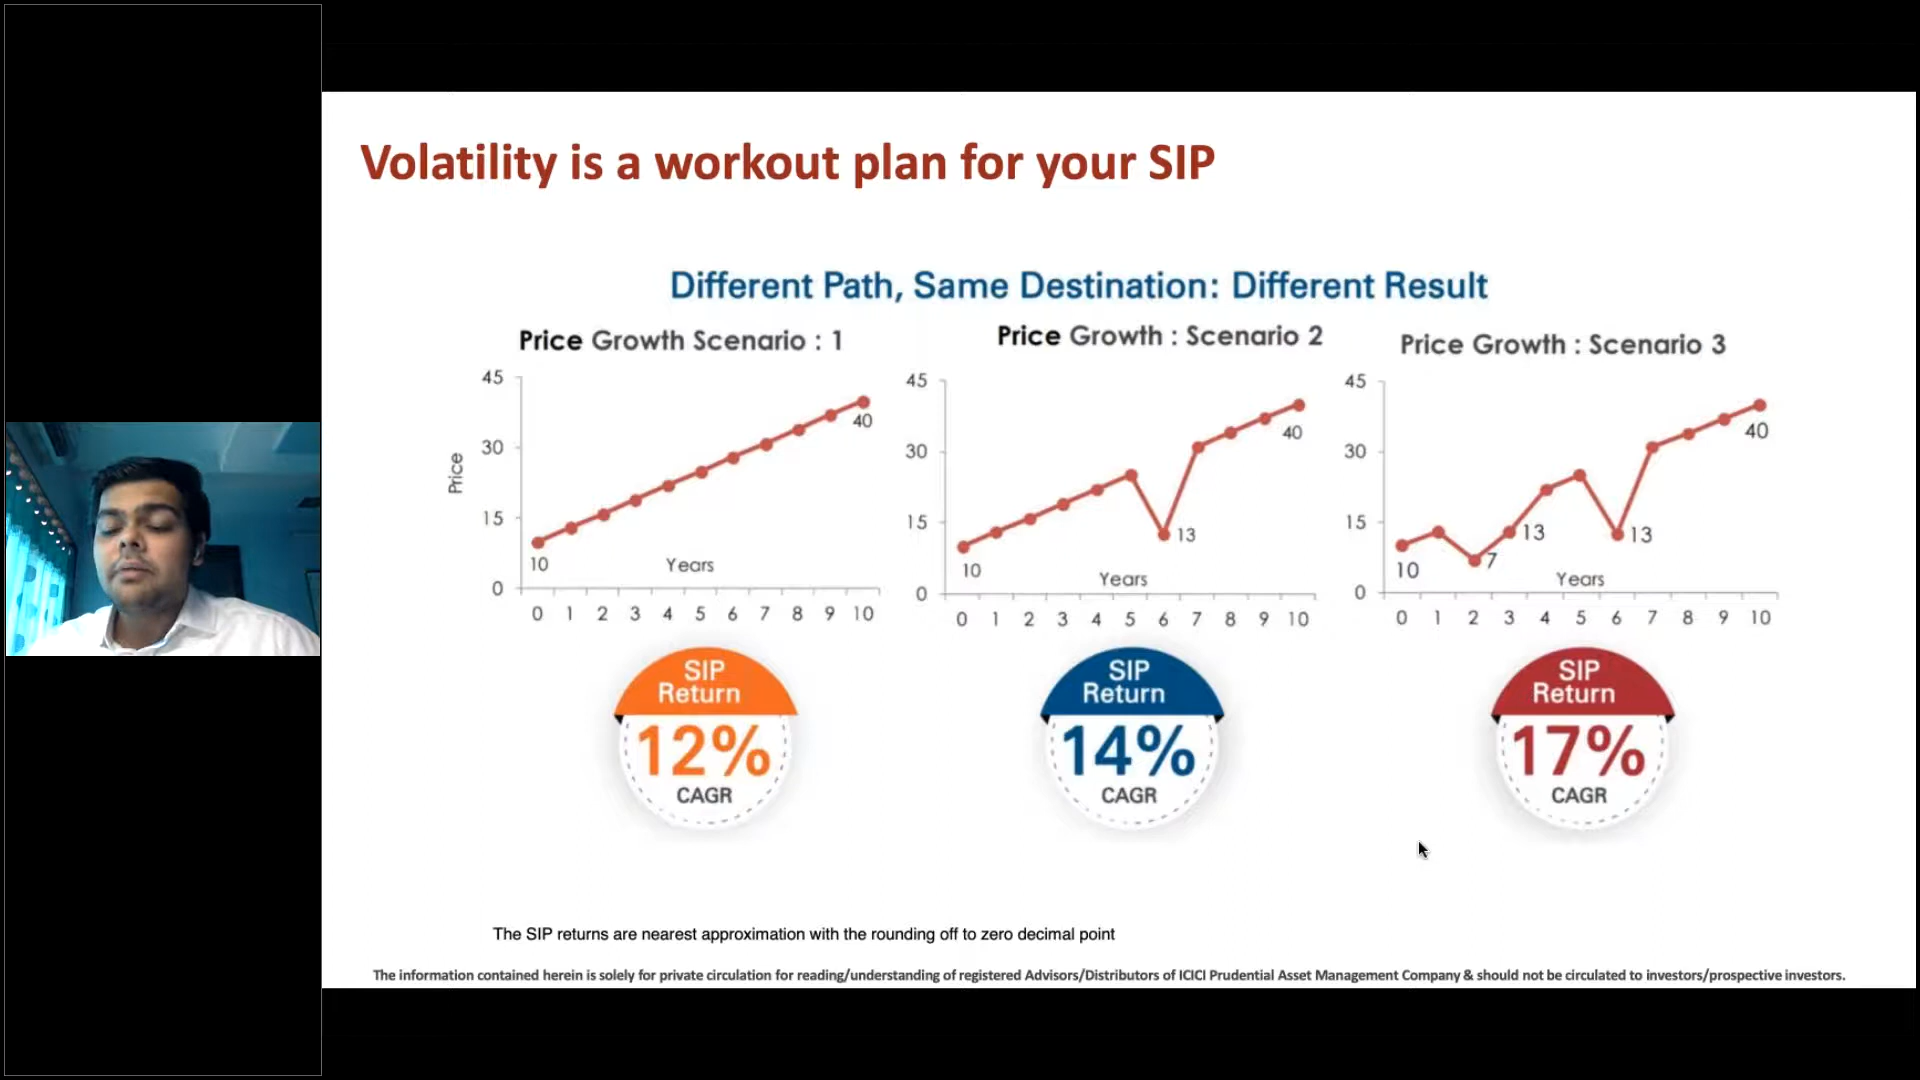 Volatility is a workout plan for your SIP
Different Path, Same Destination: Different Result
Price Growth Scenario : 1
45
30
15
0
Price
10
40
Years
0 1 2 3 4 5 6 7 8 9 10
SIP
Return
12%
CAGR
Price Growth : Scenario 2
45
30
15
0
10
13
40
Years
0 1 2 3 4 5 6 7 8 9 10
SIP
Return
14%
CAGR
Price Growth : Scenario 3
45
30
15
0
10
7
13
13
40
Years
0 1 2 3 4 5 6 7 8 9 10
SIP
Return
17%
CAGR
The SIP returns are nearest approximation with the rounding off to zero decimal point
The information contained herein is solely for private circulation for reading/understanding of registered Advisors/Distributors of ICICI Prudential Asset Management Company & should not be circulated to investors/prospective investors.